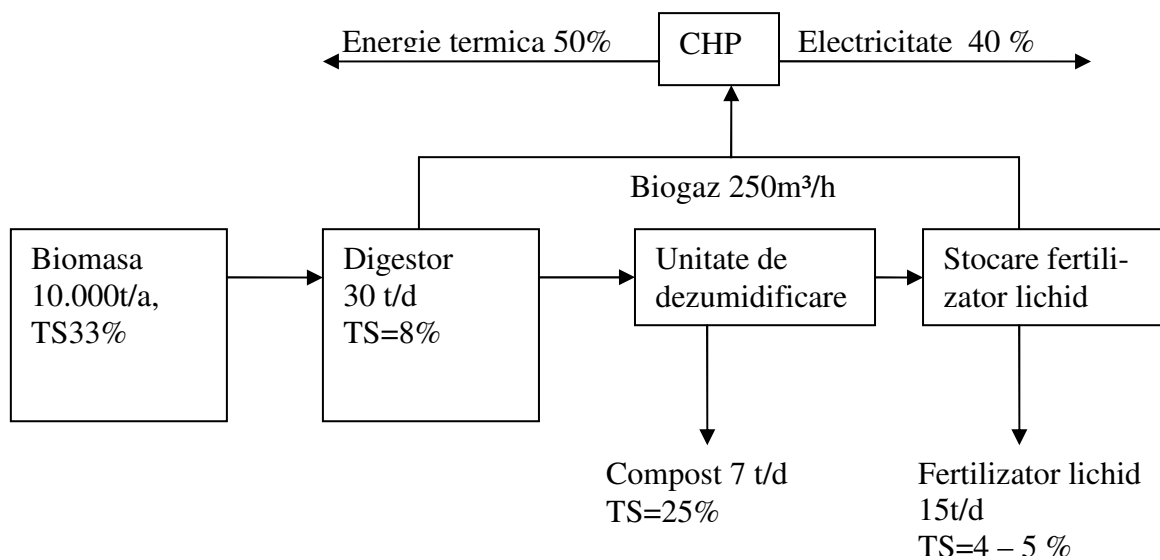 Energie termica 50%
CHP
Electricitate 40 %
Biogaz 250m³/h
Biomasa
10.000t/a,
TS33%
Digestor
30 t/d
TS=8%
Unitate de
dezumidificare
Stocare fertili-
zator lichid
Compost 7 t/d
TS=25%
Fertilizator lichid
15t/d
TS=4 – 5 %